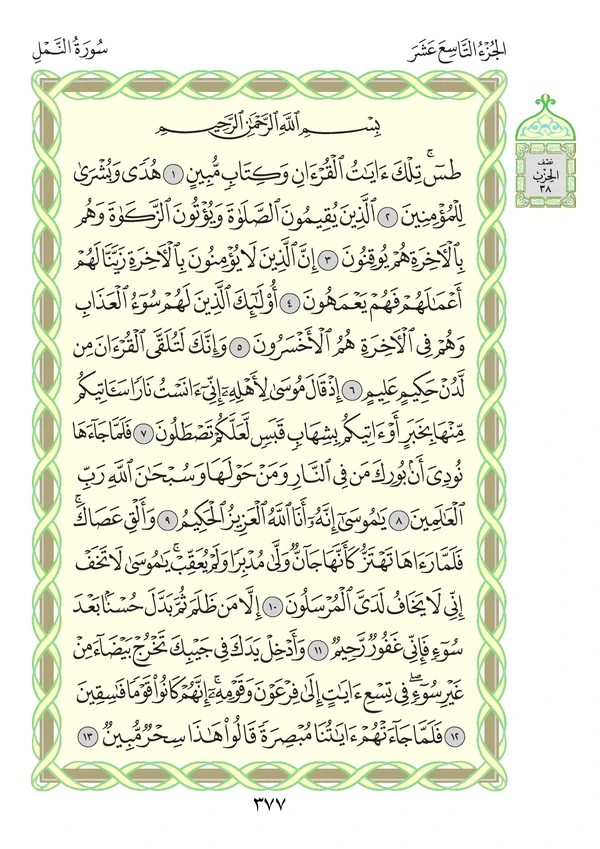 الجُزْءُ التَّاسِعَ عَشَرَ
سُورَةُ النَّمْلِ
بِسْمِ ٱللَّهِ ٱلرَّحْمَٰنِ ٱلرَّحِيمِ
طسٓ ۚ تِلْكَ ءَايَٰتُ ٱلْقُرْءَانِ وَكِتَابٍ مُّبِينٍ ١ هُدًى وَبُشْرَىٰ
لِلْمُؤْمِنِينَ ٢ ٱلَّذِينَ يُقِيمُونَ ٱلصَّلَوٰةَ وَيُؤْتُونَ ٱلزَّكَوٰةَ وَهُم
بِٱلْءَاخِرَةِ هُمْ يُوقِنُونَ ٣ إِنَّ ٱلَّذِينَ لَا يُؤْمِنُونَ بِٱلْءَاخِرَةِ زَيَّنَّا لَهُمْ
أَعْمَٰلَهُمْ فَهُمْ يَعْمَهُونَ ٤ أُو۟لَٰٓئِكَ ٱلَّذِينَ لَهُمْ سُوٓءُ ٱلْعَذَابِ
وَهُمْ فِى ٱلْءَاخِرَةِ هُمُ ٱلْأَخْسَرُونَ ٥ وَإِنَّكَ لَتُلَقَّى ٱلْقُرْءَانَ مِن
لَّدُنْ حَكِيمٍ عَلِيمٍ ٦ إِذْ قَالَ مُوسَىٰ لِأَهْلِهِۦٓ إِنِّىٓ ءَانَسْتُ نَارًا سَـَٔاتِيكُم
مِّنْهَا بِخَبَرٍ أَوْ ءَاتِيكُم بِشِهَابٍ قَبَسٍ لَّعَلَّكُمْ تَصْطَلُونَ ٧ فَلَمَّا جَآءَهَا
نُودِىَ أَنۢ بُورِكَ مَن فِى ٱلنَّارِ وَمَنْ حَوْلَهَا وَسُبْحَٰنَ ٱللَّهِ رَبِّ
ٱلْعَٰلَمِينَ ٨ يَٰمُوسَىٰٓ إِنَّهُۥٓ أَنَا ٱللَّهُ ٱلْعَزِيزُ ٱلْحَكِيمُ ٩ وَأَلْقِ عَصَاكَ ۚ
فَلَمَّا رَءَاهَا تَهْتَزُّ كَأَنَّهَا جَآنٌّ وَلَّىٰ مُدْبِرًا وَلَمْ يُعَقِّبْ ۚ يَٰمُوسَىٰ لَا تَخَفْ
إِنِّى لَا يَخَافُ لَدَىَّ ٱلْمُرْسَلُونَ ١٠ إِلَّا مَن ظَلَمَ ثُمَّ بَدَّلَ حُسْنًۢا بَعْدَ
سُوٓءٍ فَإِنِّى غَفُورٌ رَّحِيمٌ ١١ وَأَدْخِلْ يَدَكَ فِى جَيْبِكَ تَخْرُجْ بَيْضَآءَ مِنْ
غَيْرِ سُوٓءٍ ۖ فِى تِسْعِ ءَايَٰتٍ إِلَىٰ فِرْعَوْنَ وَقَوْمِهِۦٓ ۚ إِنَّهُمْ كَانُوا۟ قَوْمًا فَٰسِقِينَ
١٢ فَلَمَّا جَآءَتْهُمْ ءَايَٰتُنَا مُبْصِرَةً قَالُوا۟ هَٰذَا سِحْرٌ مُّبِينٌ ١٣
نصف
الحزب
٣٨
٣٧٧